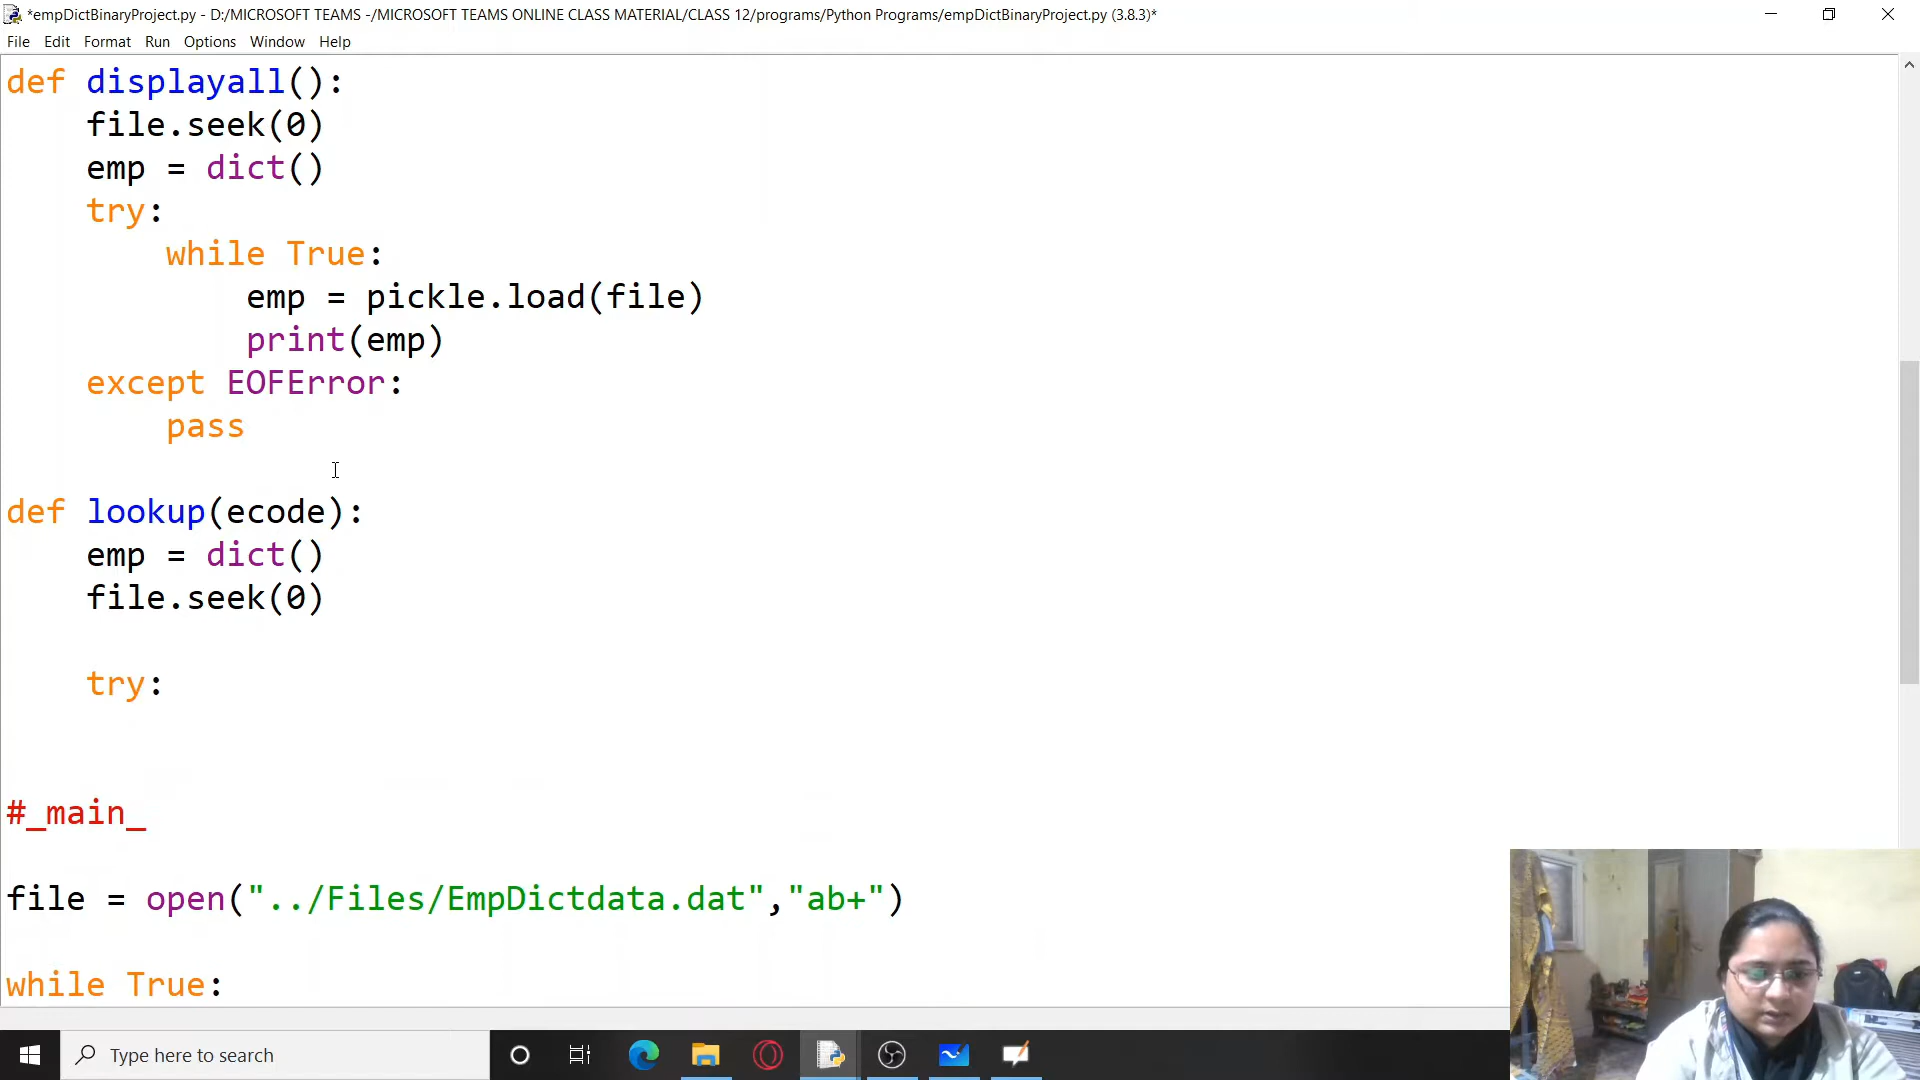 *empDictBinaryProject.py - D:/MICROSOFT TEAMS -/MICROSOFT TEAMS ONLINE CLASS MATERIAL/CLASS 12/programs/Python Programs/empDictBinaryProject.py (3.8.3)*
File Edit Format Run Options Window Help
def displayall():
    file.seek(0)
    emp = dict()
    try:
        while True:
            emp = pickle.load(file)
            print(emp)
    except EOFError:
        pass
def lookup(ecode):
    emp = dict()
    file.seek(0)
    try:
#_main_
file = open("../Files/EmpDictdata.dat","ab+")
while True:
Type here to search